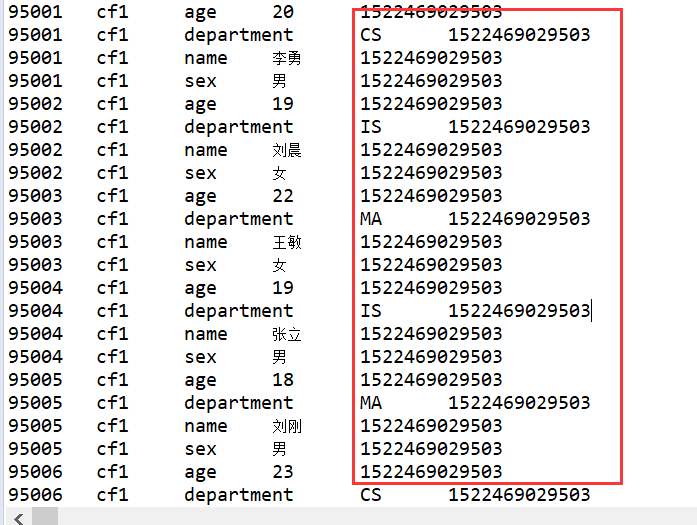 95001 cf1 age 20 1522469029503
95001 cf1 department CS 1522469029503
95001 cf1 name 李勇 1522469029503
95001 cf1 sex 男 1522469029503
95002 cf1 age 19 1522469029503
95002 cf1 department IS 1522469029503
95002 cf1 name 刘晨 1522469029503
95002 cf1 sex 女 1522469029503
95003 cf1 age 22 1522469029503
95003 cf1 department MA 1522469029503
95003 cf1 name 王敏 1522469029503
95003 cf1 sex 女 1522469029503
95004 cf1 age 19 1522469029503
95004 cf1 department IS 1522469029503
95004 cf1 name 张立 1522469029503
95004 cf1 sex 男 1522469029503
95005 cf1 age 18 1522469029503
95005 cf1 department MA 1522469029503
95005 cf1 name 刘刚 1522469029503
95005 cf1 sex 男 1522469029503
95006 cf1 age 23 1522469029503
95006 cf1 department CS 1522469029503